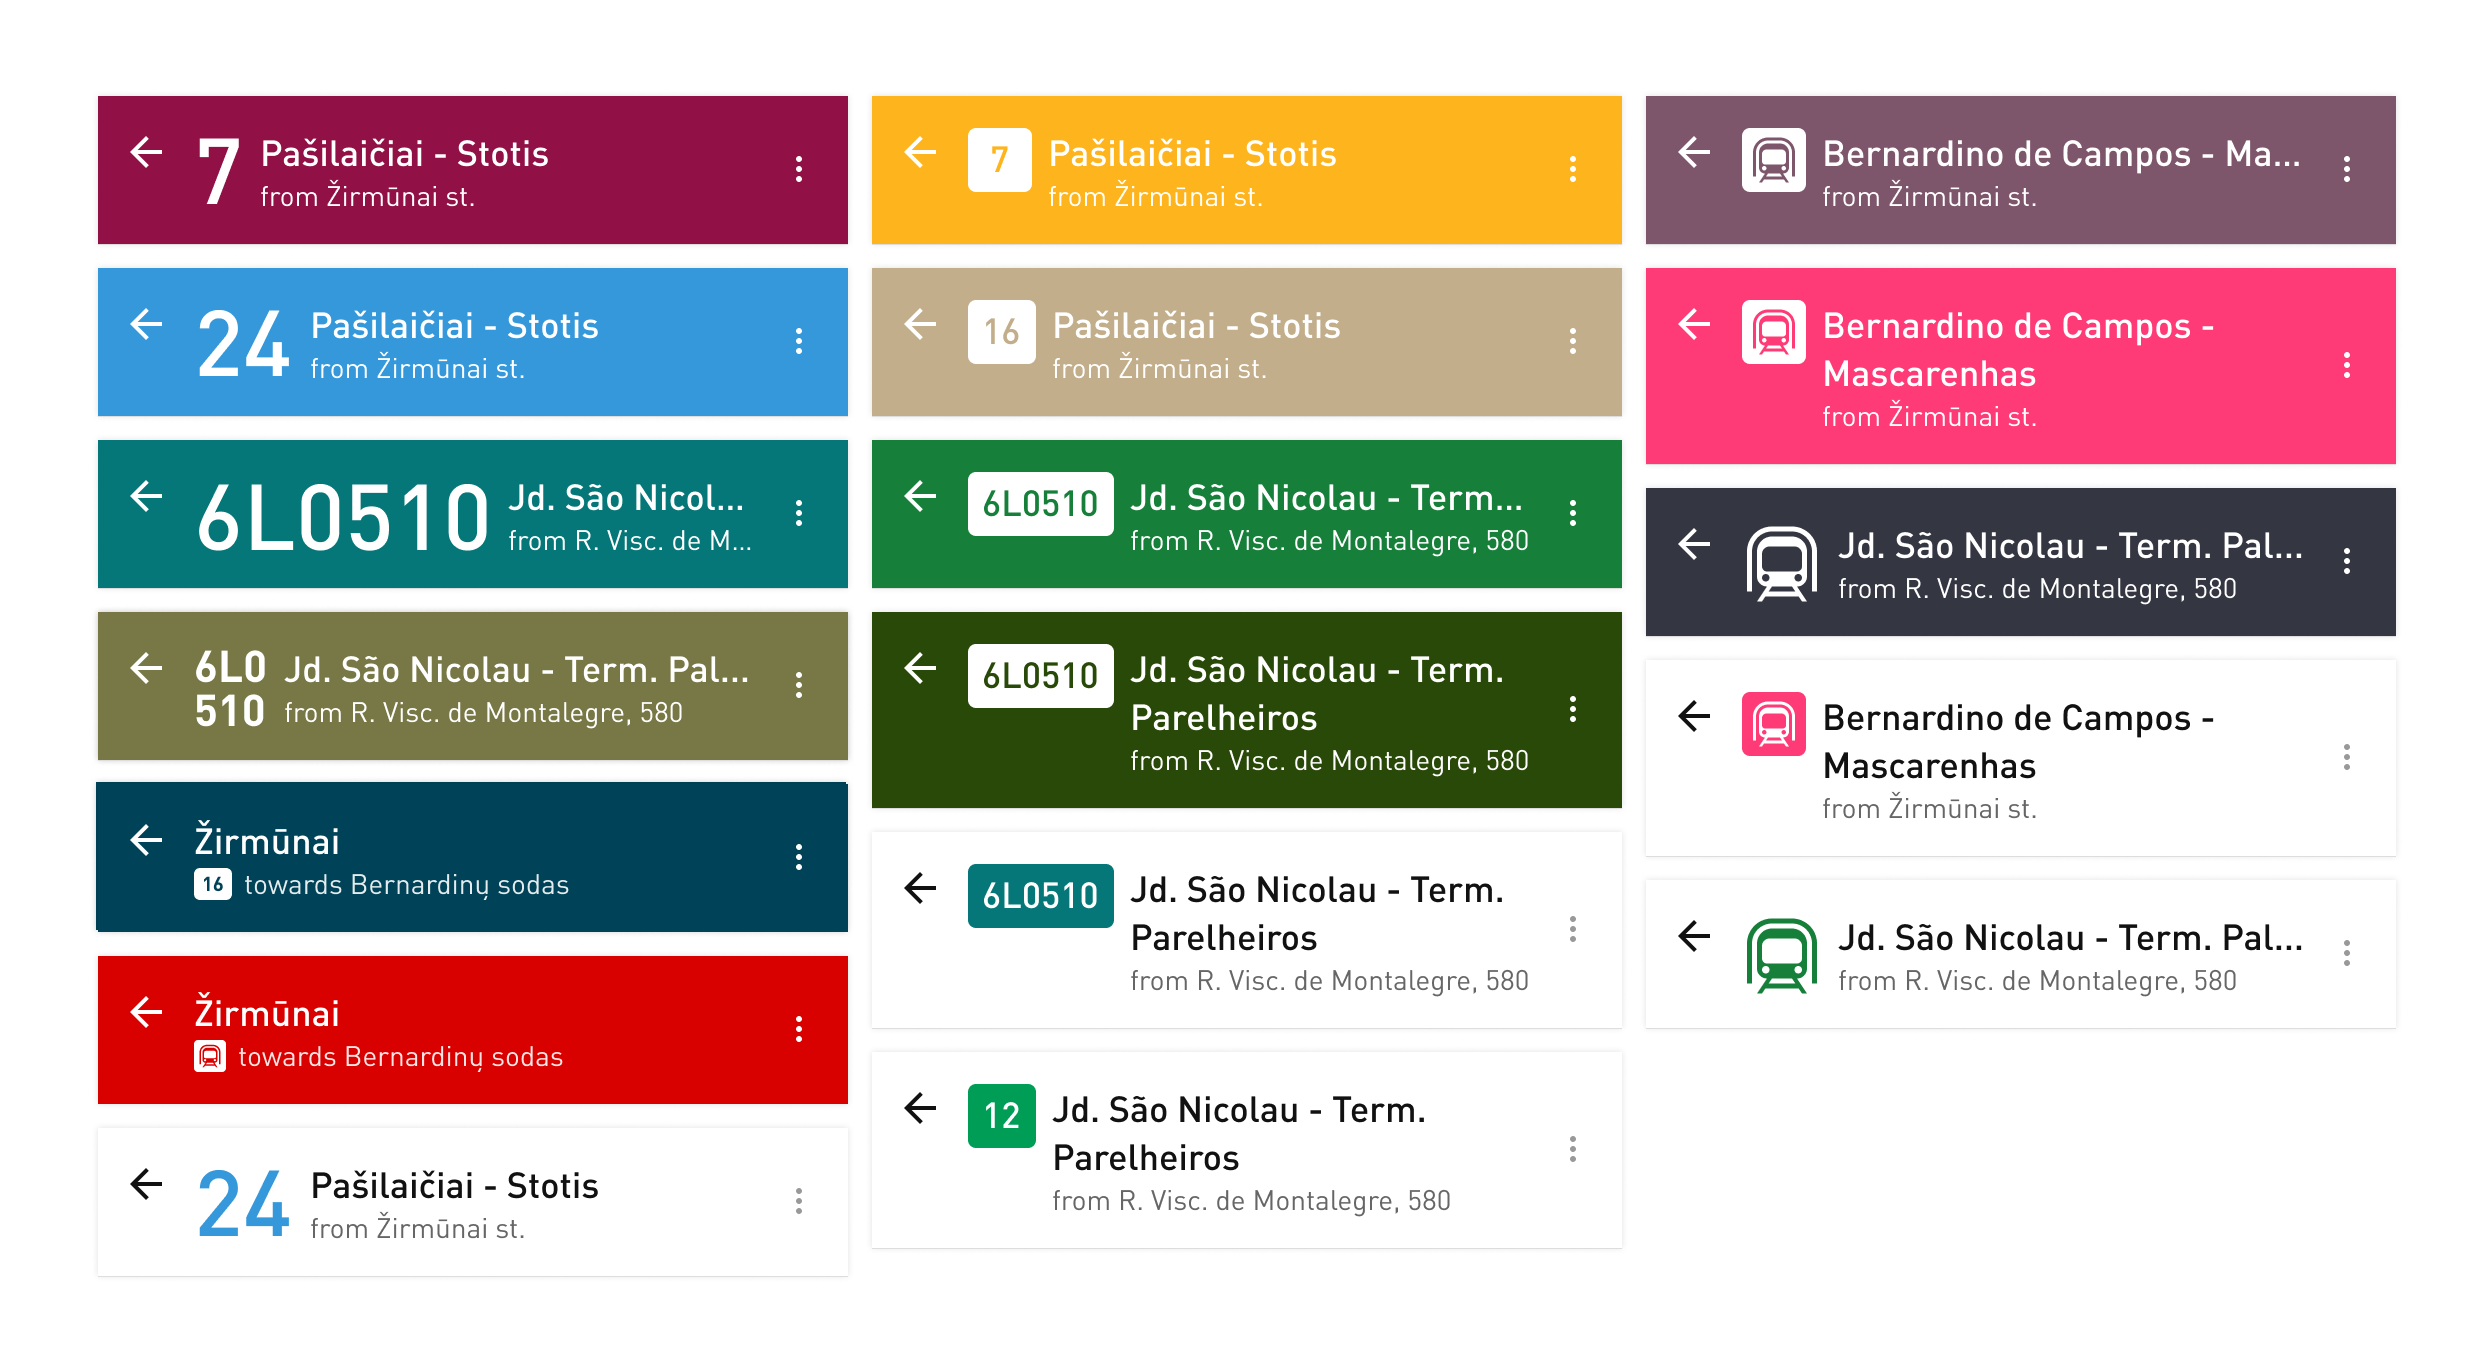 7 Pašilaičiai - Stotis
from Žirmūnai st.
24 Pašilaičiai - Stotis
from Žirmūnai st.
6L0510 Jd. São Nicol...
from R. Visc. de M...
6L0 Jd. São Nicolau - Term. Pal...
510 from R. Visc. de Montalegre, 580
Žirmūnai
16 towards Bernardinų sodas
Žirmūnai
towards Bernardinų sodas
24 Pašilaičiai - Stotis
from Žirmūnai st.
7 Pašilaičiai - Stotis
from Žirmūnai st.
16 Pašilaičiai - Stotis
from Žirmūnai st.
6L0510 Jd. São Nicolau - Term...
from R. Visc. de Montalegre, 580
6L0510 Jd. São Nicolau - Term.
Parelheiros
from R. Visc. de Montalegre, 580
6L0510 Jd. São Nicolau - Term.
Parelheiros
from R. Visc. de Montalegre, 580
12 Jd. São Nicolau - Term.
Parelheiros
from R. Visc. de Montalegre, 580
Bernardino de Campos - Ma...
from Žirmūnai st.
Bernardino de Campos -
Mascarenhas
from Žirmūnai st.
Jd. São Nicolau - Term. Pal...
from R. Visc. de Montalegre, 580
Bernardino de Campos -
Mascarenhas
from Žirmūnai st.
Jd. São Nicolau - Term. Pal...
from R. Visc. de Montalegre, 580